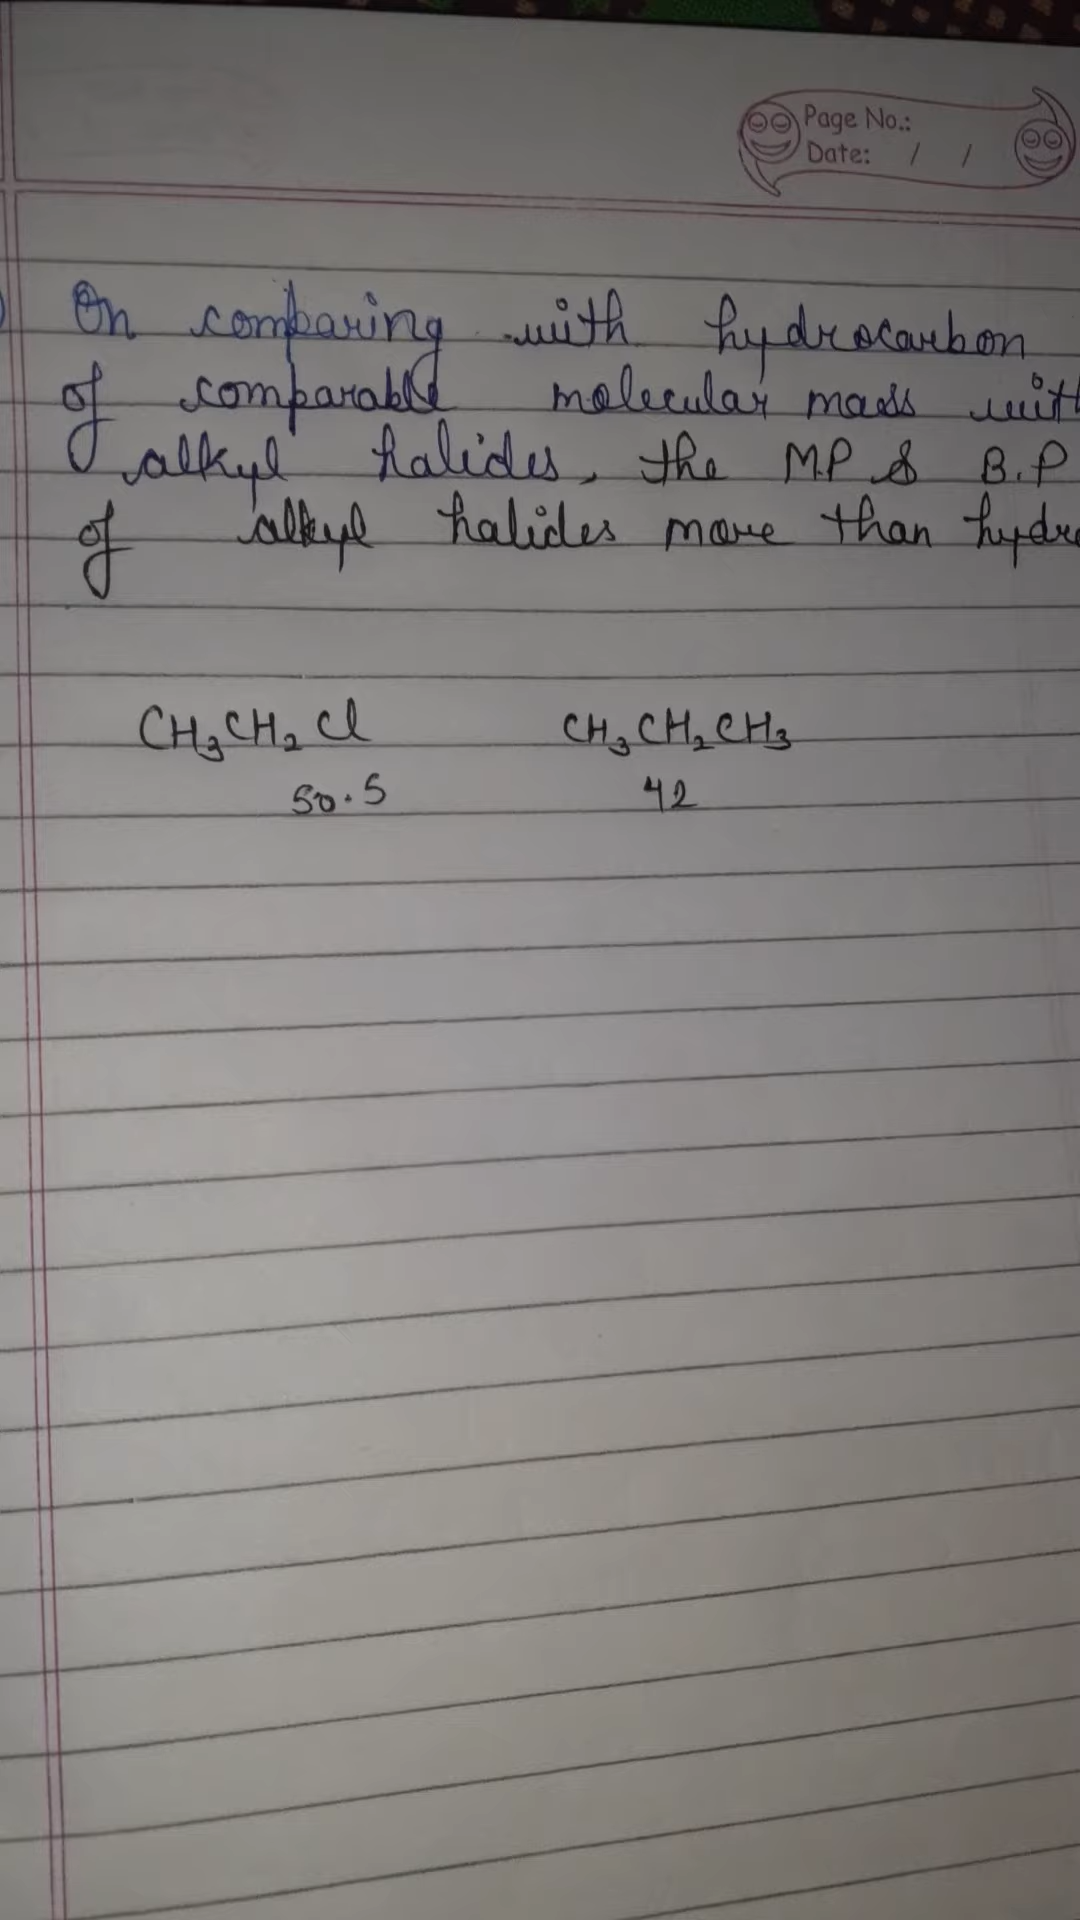 Page No.:
Date: / /
On comparing with hydrocarbon
of comparable molecular mass with
alkyl halides, the M.P & B.P
of alkyl halides more than hydro
CH₃CH₂Cl CH₃CH₂CH₃
50.5 42